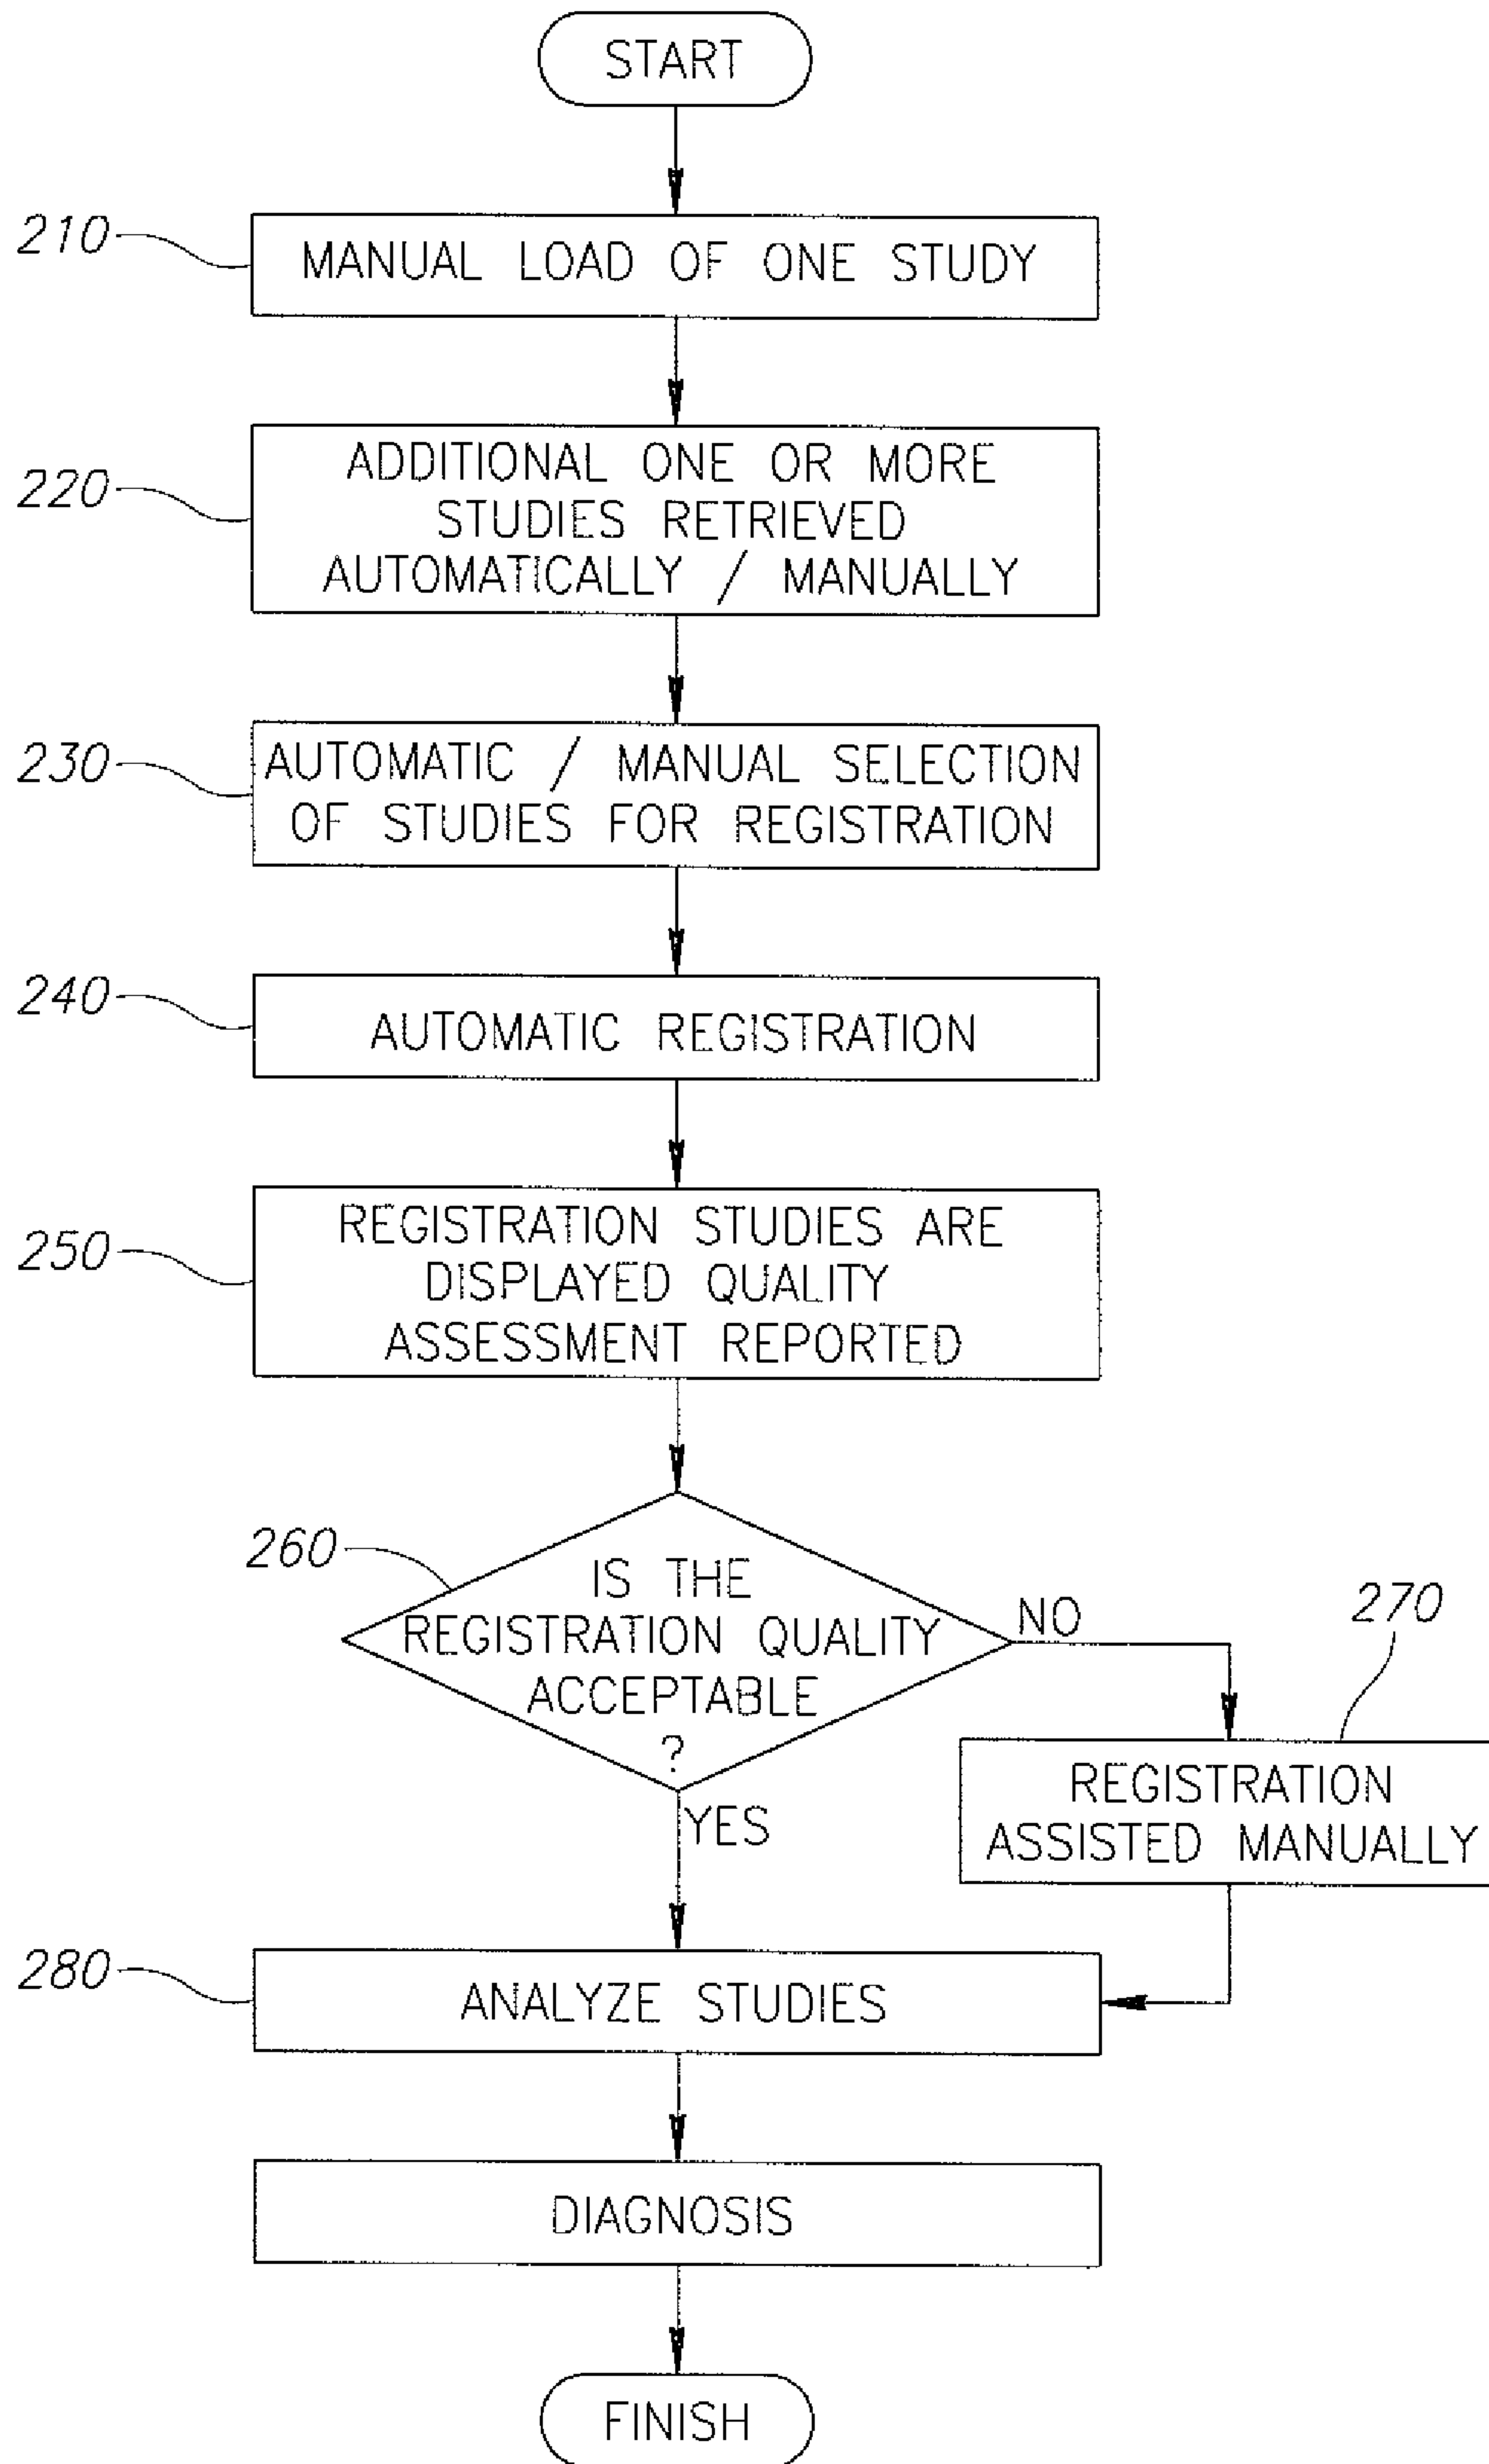 START
210
MANUAL LOAD OF ONE STUDY
220
ADDITIONAL ONE OR MORE
STUDIES RETRIEVED
AUTOMATICALLY / MANUALLY
230
AUTOMATIC / MANUAL SELECTION
OF STUDIES FOR REGISTRATION
240
AUTOMATIC REGISTRATION
250
REGISTRATION STUDIES ARE
DISPLAYED QUALITY
ASSESSMENT REPORTED
260
IS THE
REGISTRATION QUALITY
ACCEPTABLE
?
NO
YES
270
REGISTRATION
ASSISTED MANUALLY
280
ANALYZE STUDIES
DIAGNOSIS
FINISH